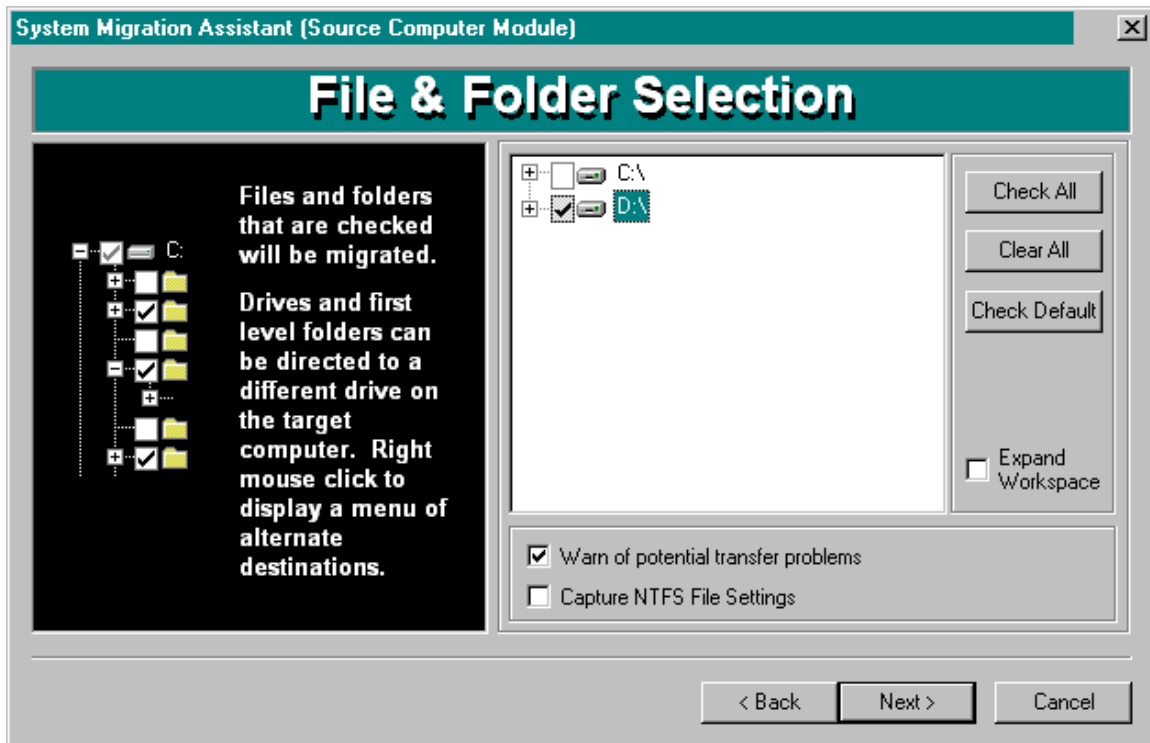 System Migration Assistant (Source Computer Module)
File & Folder Selection
Files and folders
that are checked
will be migrated.
C:
Drives and first
level folders can
be directed to a
different drive on
the target
computer. Right
mouse click to
display a menu of
alternate
destinations.
C:\
D:\
Check All
Clear All
Check Default
Expand
Workspace
Warn of potential transfer problems
Capture NTFS File Settings
< Back
Next >
Cancel